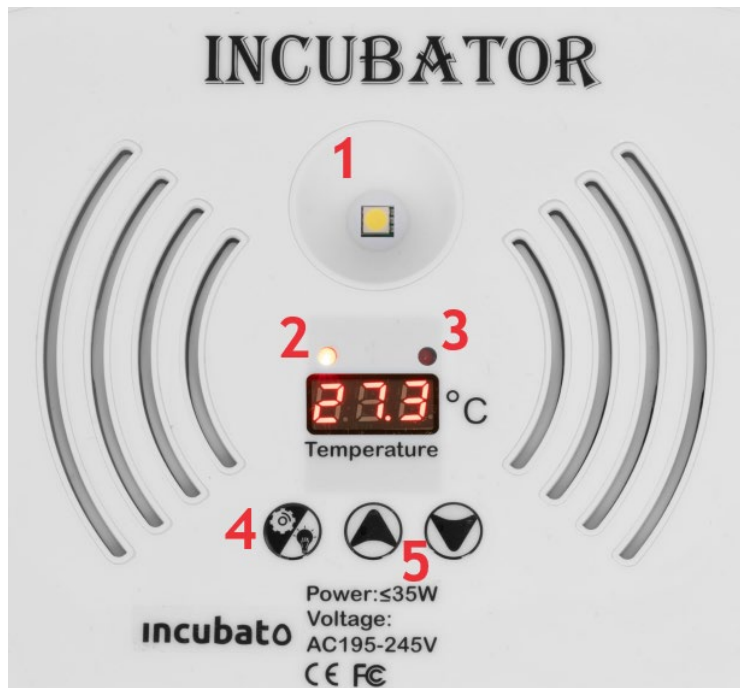 INCUBATOR
1
2
3
27.3 °C
Temperature
4
5
Power:≤35W
Voltage:
AC195-245V
incubato
CE FC